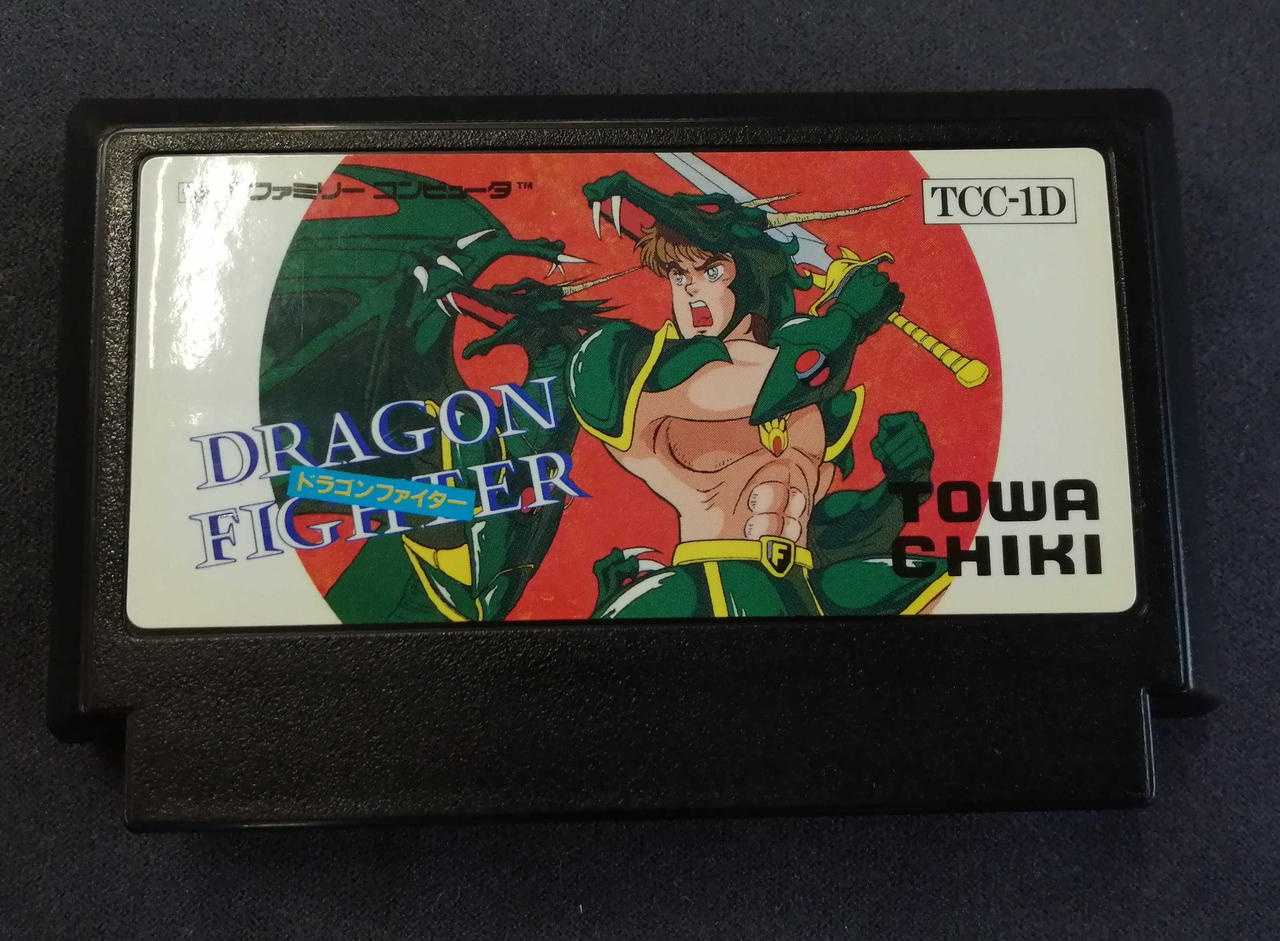 ファミリー コンピュータ™
TCC-1D
DRAGON
ドラゴンファイター
FIGHTER
TOWA
CHIKI
F